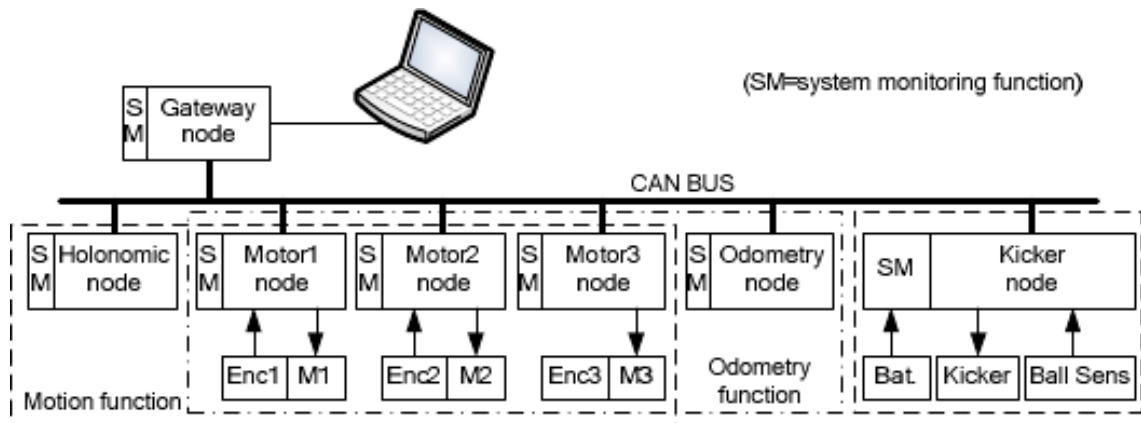 (SM=system monitoring function)
S M
Gateway
node
CAN BUS
S M
Holonomic
node
S M
Motor1
node
S M
Motor2
node
S M
Motor3
node
S M
Odometry
node
SM
Kicker
node
Enc1 M1
Enc2 M2
Enc3 M3
Bat. Kicker Ball Sens
Motion function
Odometry
function